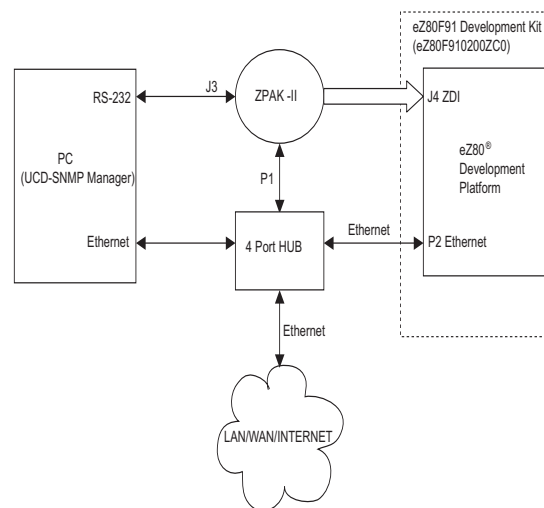 eZ80F91 Development Kit
(eZ80F910200ZC0)
J3
RS-232
ZPAK -II
J4 ZDI
PC
(UCD-SNMP Manager)
eZ80®
Development
Platform
P1
Ethernet
4 Port HUB
Ethernet
P2 Ethernet
Ethernet
LAN/WAN/INTERNET